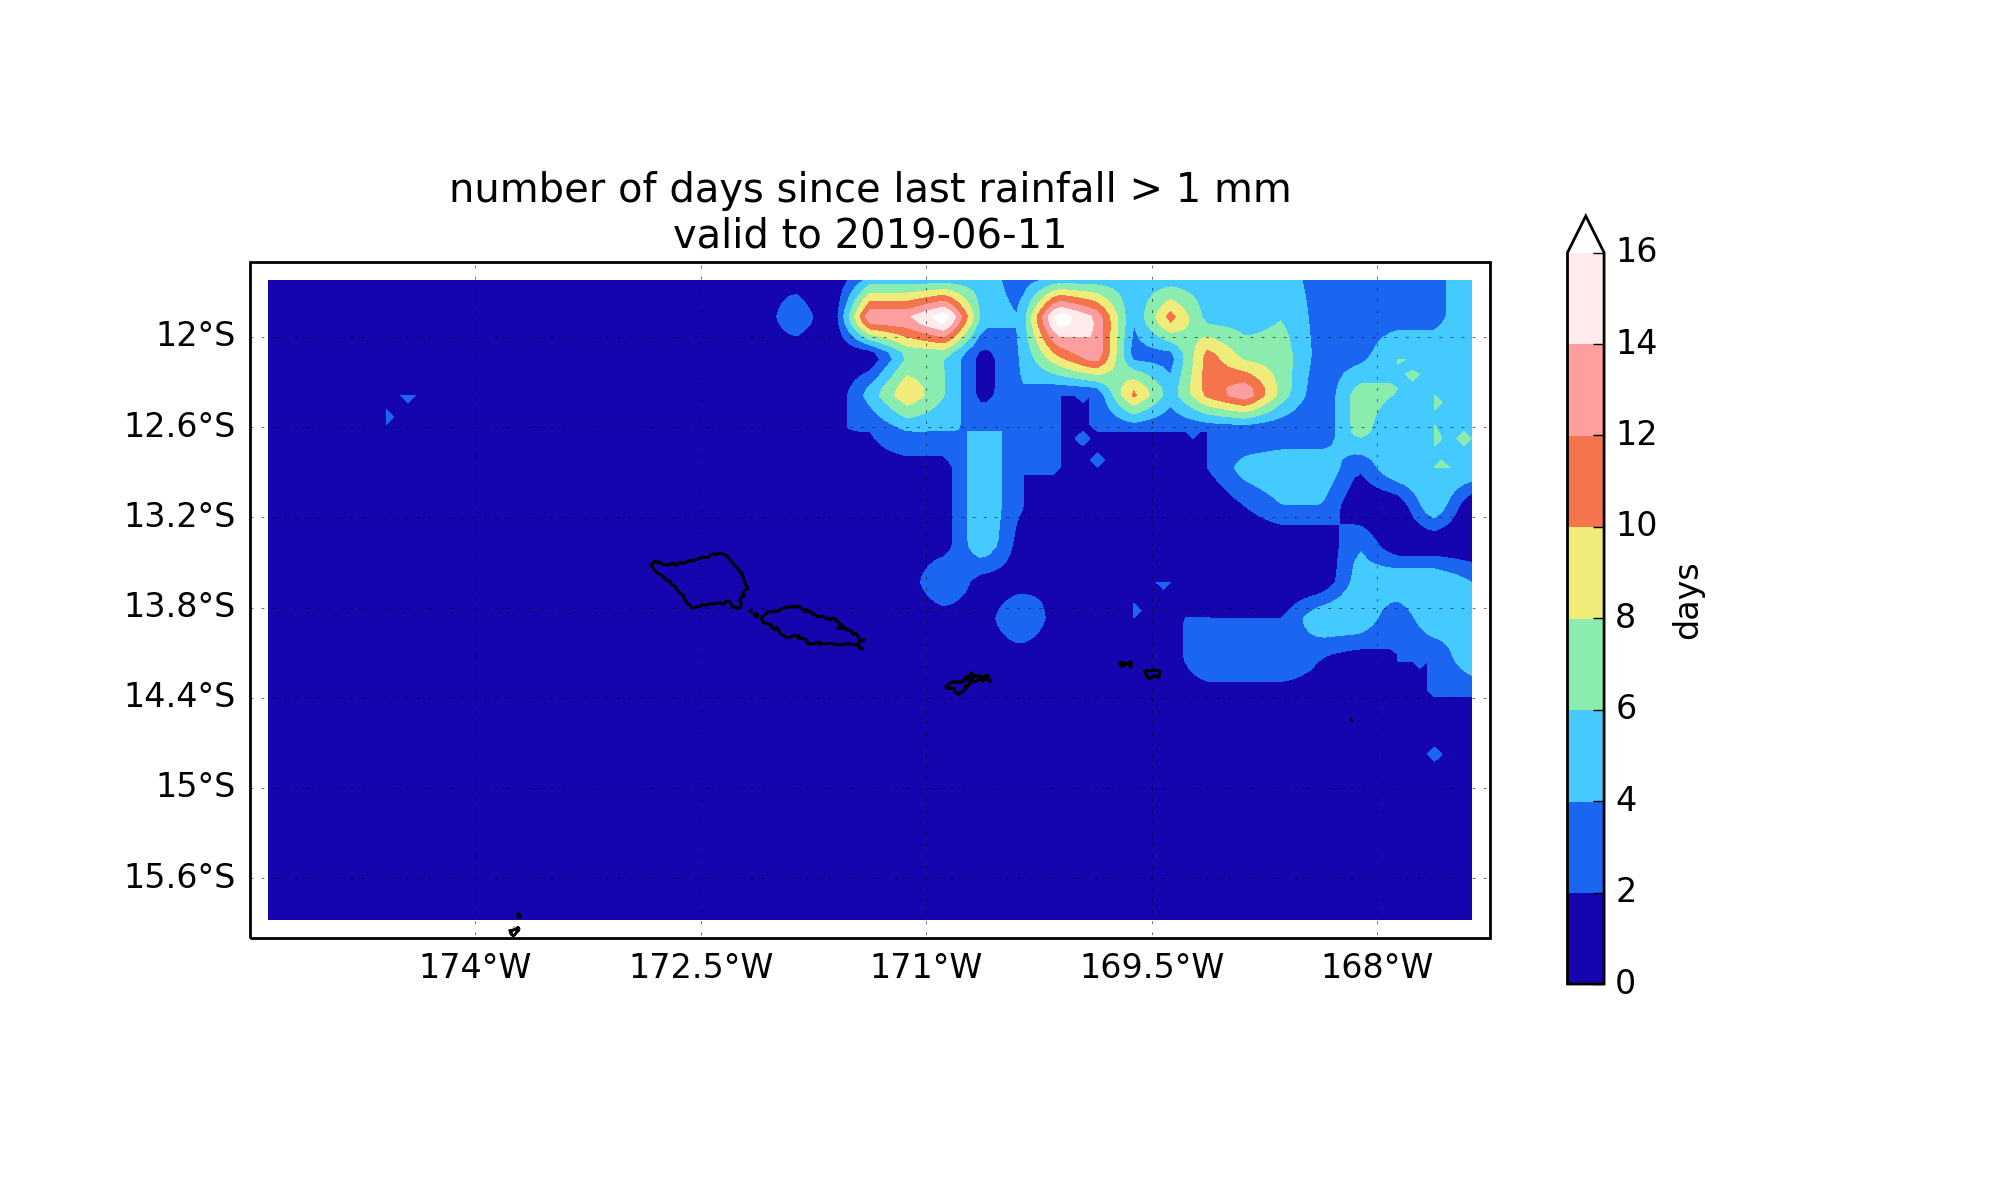 number of days since last rainfall > 1 mm
valid to 2019-06-11
12°S
12.6°S
13.2°S
13.8°S
14.4°S
15°S
15.6°S
174°W
172.5°W
171°W
169.5°W
168°W
16
14
12
10
8
6
4
2
0
days